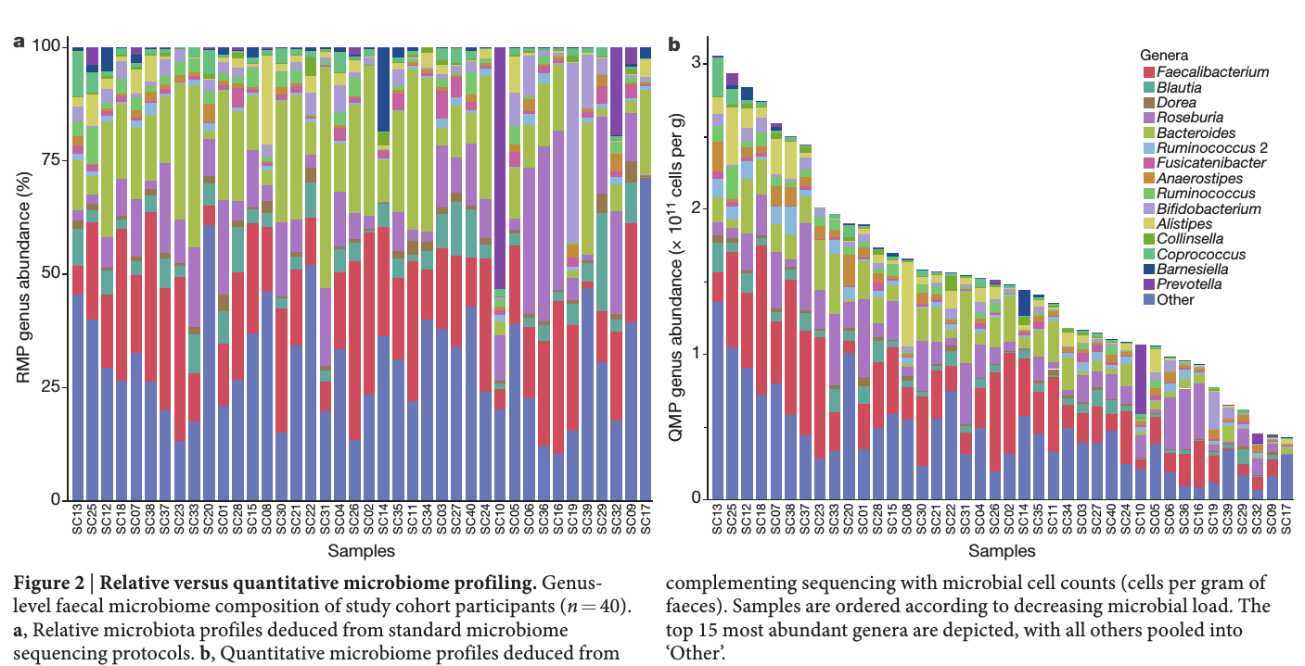 a
100
75
50
25
0
RMP genus abundance (%)
SC13
SC25
SC12
SC18
SC07
SC38
SC37
SC23
SC33
SC20
SC01
SC28
SC15
SC08
SC30
SC21
SC22
SC31
SC04
SC26
SC02
SC14
SC35
SC11
SC34
SC03
SC27
SC40
SC24
SC10
SC05
SC06
SC36
SC16
SC19
SC39
SC29
SC32
SC09
SC17
Samples
b
3
2
1
0
QMP genus abundance (× 10¹¹ cells per g)
Genera
Faecalibacterium
Blautia
Dorea
Roseburia
Bacteroides
Ruminococcus 2
Fusicatenibacter
Anaerostipes
Ruminococcus
Bifidobacterium
Alistipes
Collinsella
Coprococcus
Barnesiella
Prevotella
Other
SC13
SC25
SC12
SC18
SC07
SC38
SC37
SC23
SC33
SC20
SC01
SC28
SC15
SC08
SC30
SC21
SC22
SC31
SC04
SC26
SC02
SC14
SC35
SC11
SC34
SC03
SC27
SC40
SC24
SC10
SC05
SC06
SC36
SC16
SC19
SC39
SC29
SC32
SC09
SC17
Samples
Figure 2 | Relative versus quantitative microbiome profiling. Genus-
level faecal microbiome composition of study cohort participants (n = 40).
a, Relative microbiota profiles deduced from standard microbiome
sequencing protocols. b, Quantitative microbiome profiles deduced from
complementing sequencing with microbial cell counts (cells per gram of
faeces). Samples are ordered according to decreasing microbial load. The
top 15 most abundant genera are depicted, with all others pooled into
‘Other’.